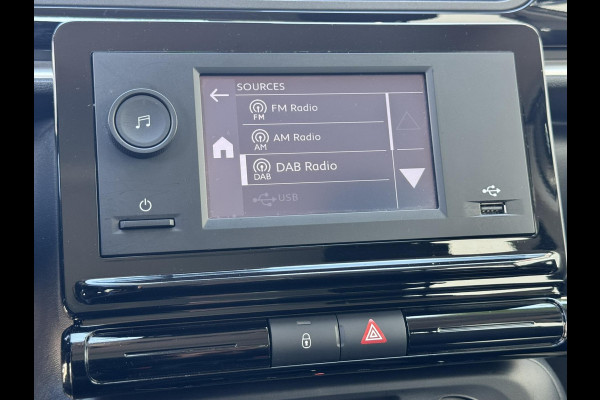 SOURCES
FM Radio
FM
AM Radio
AM
DAB Radio
DAB
USB